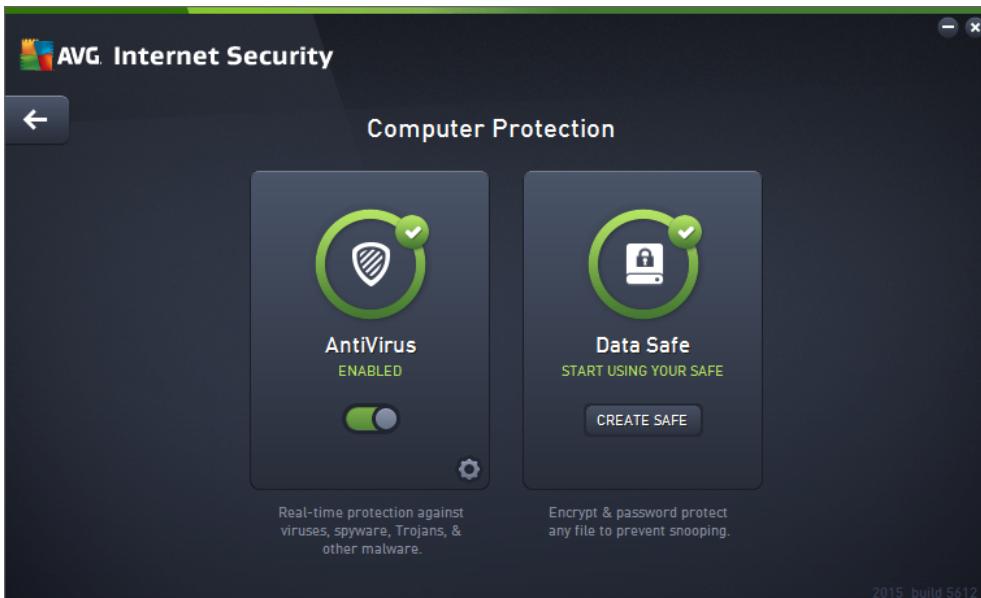 AVG Internet Security
Computer Protection
AntiVirus
ENABLED
Real-time protection against
viruses, spyware, Trojans, &
other malware.
Data Safe
START USING YOUR SAFE
CREATE SAFE
Encrypt & password protect
any file to prevent snooping.
2015 build 5612